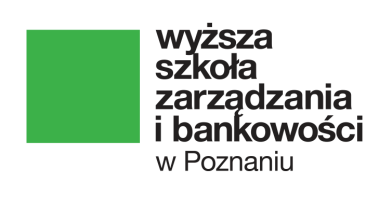 wyższa
szkoła
zarządzania
i bankowości
w Poznaniu